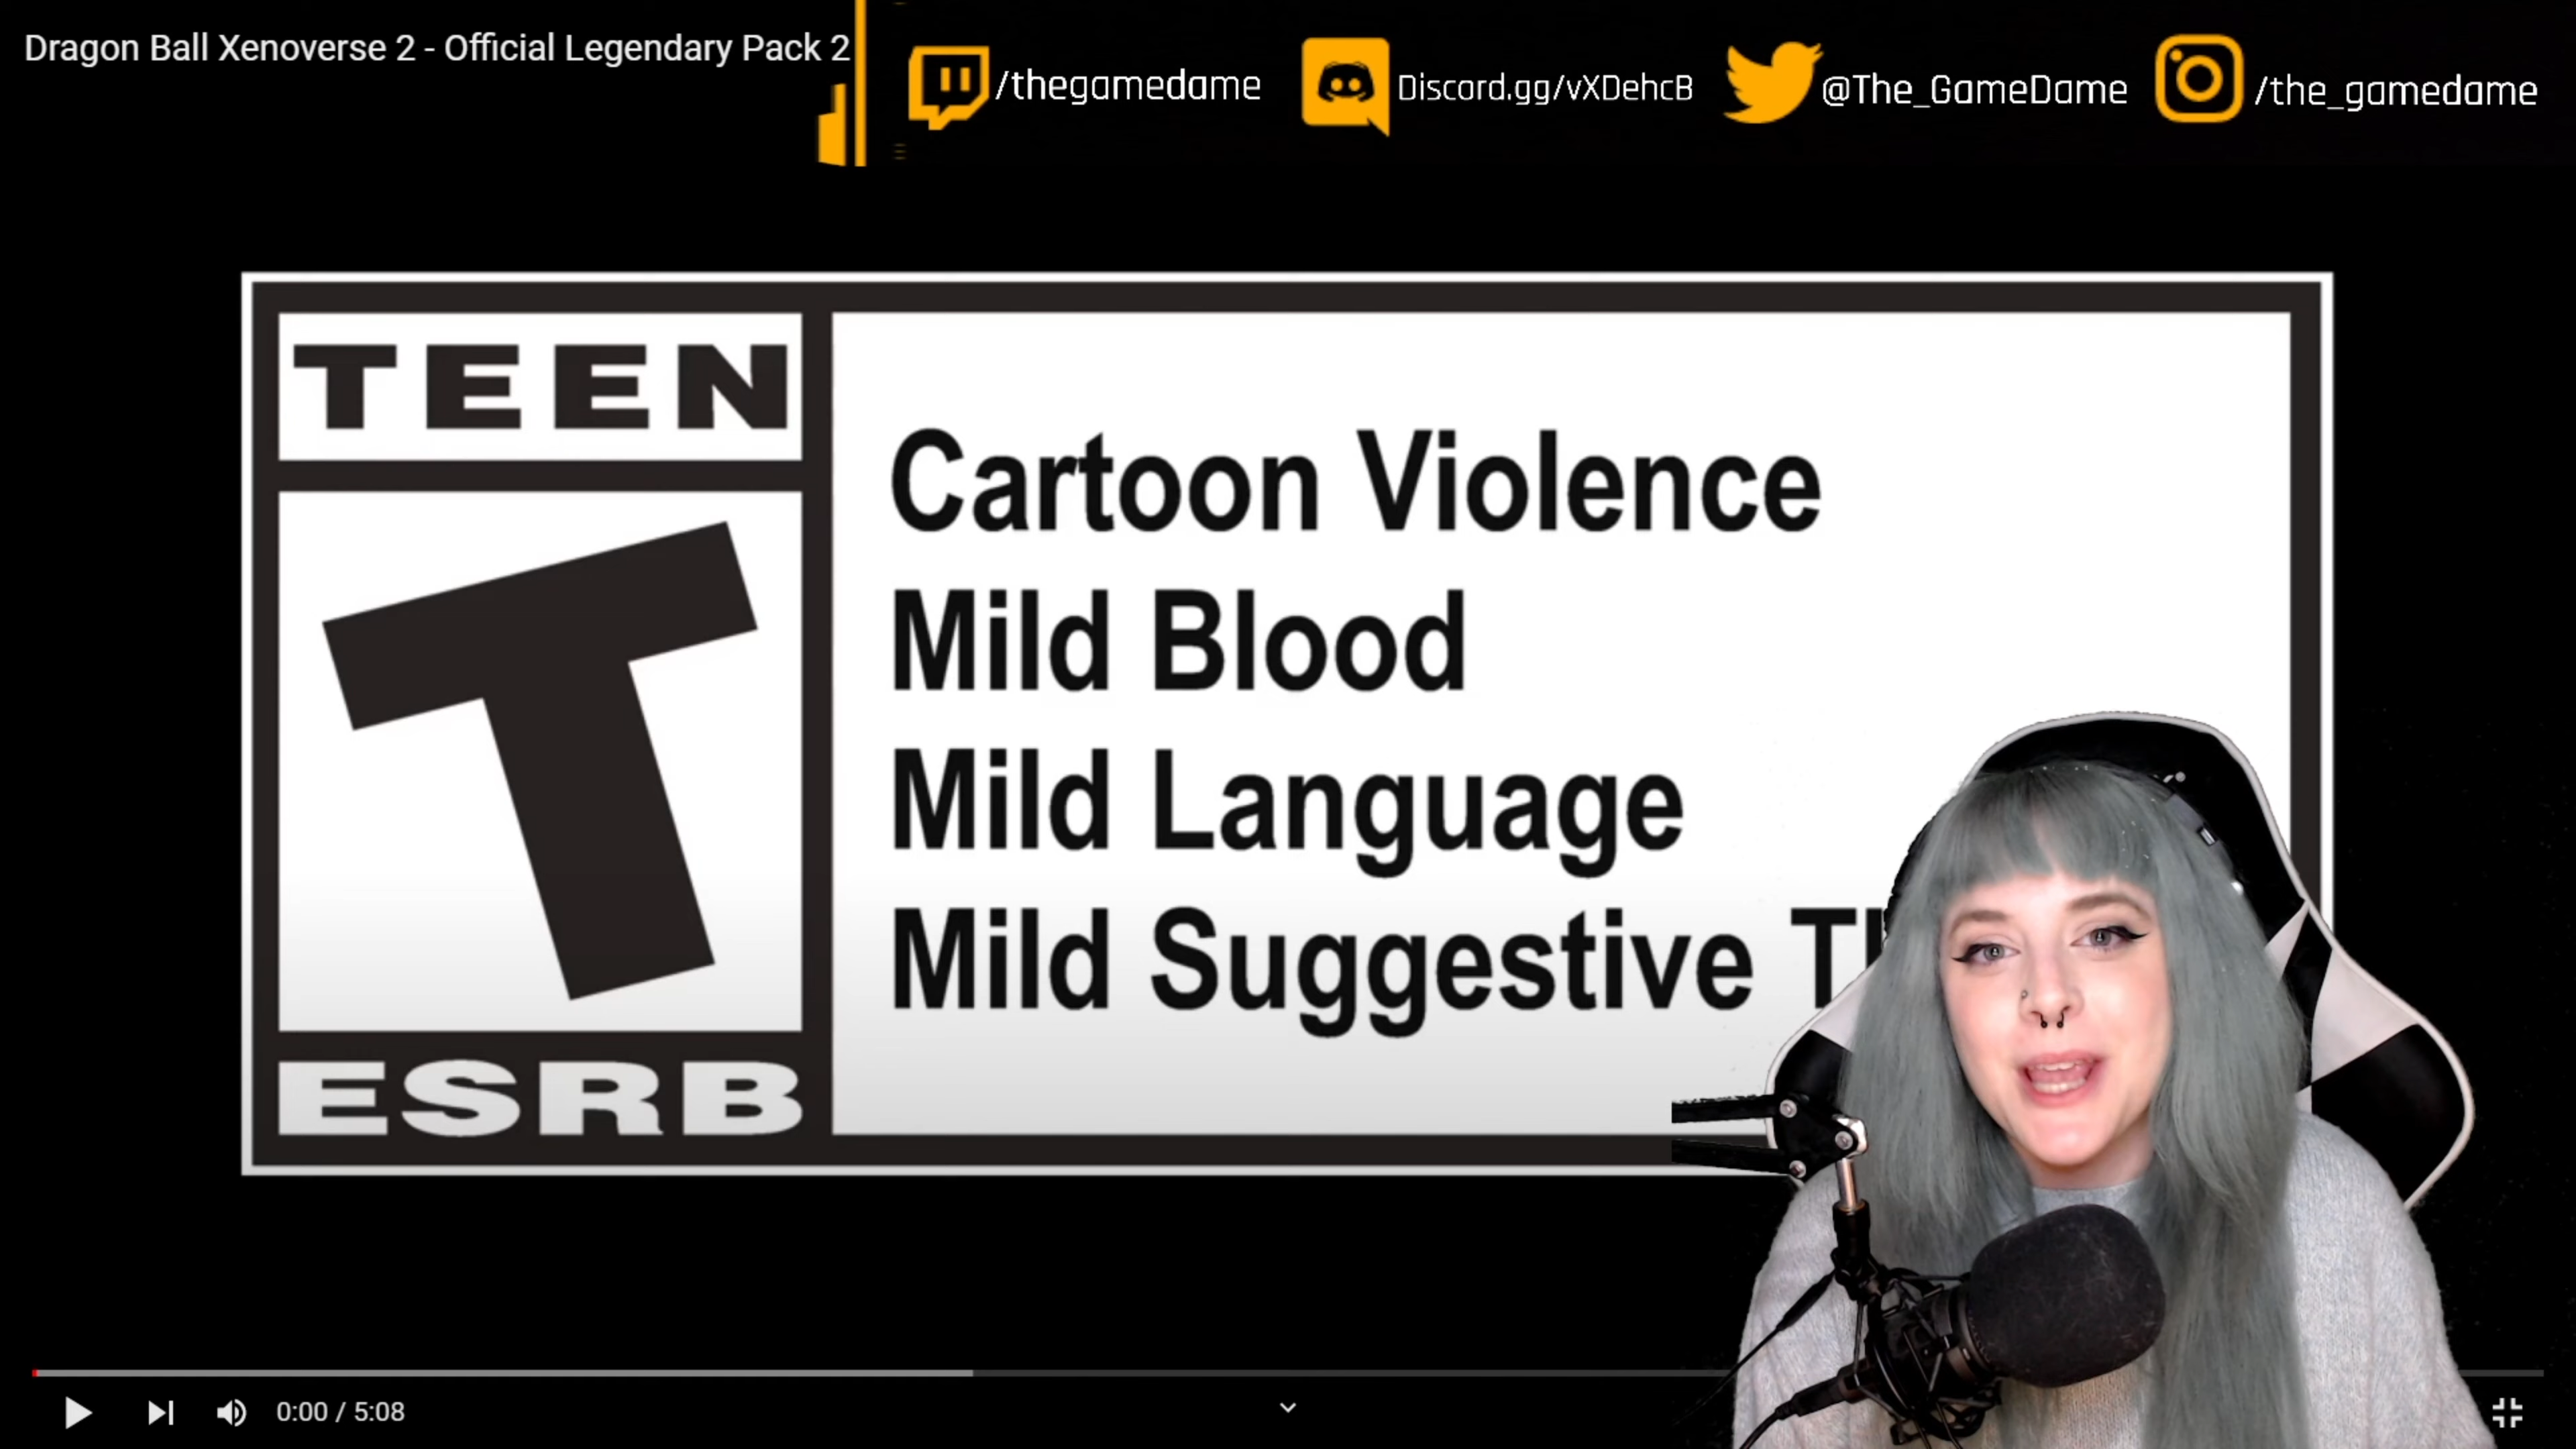 Dragon Ball Xenoverse 2 - Official Legendary Pack 2
/thegamedame
Discord.gg/vXDehcB
@The_GameDame
/the_gamedame
TEEN
T
ESRB
Cartoon Violence
Mild Blood
Mild Language
Mild Suggestive
0:00 / 5:08